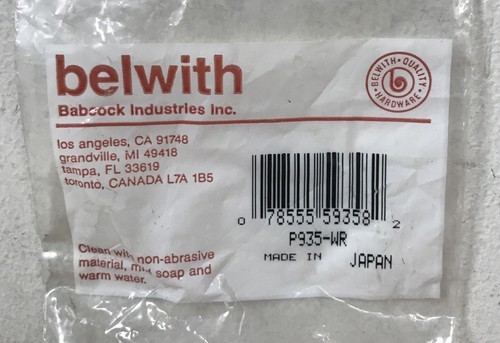 belwith
Babcock Industries Inc.
BELWITH·QUALITY
·HARDWARE·
b
los angeles, CA 91748
grandville, MI 49418
tampa, FL 33619
toronto, CANADA L7A 1B5
0 78555 59358 2
P935-WR
MADE IN JAPAN
Clean with non-abrasive
material, soap and
warm water.